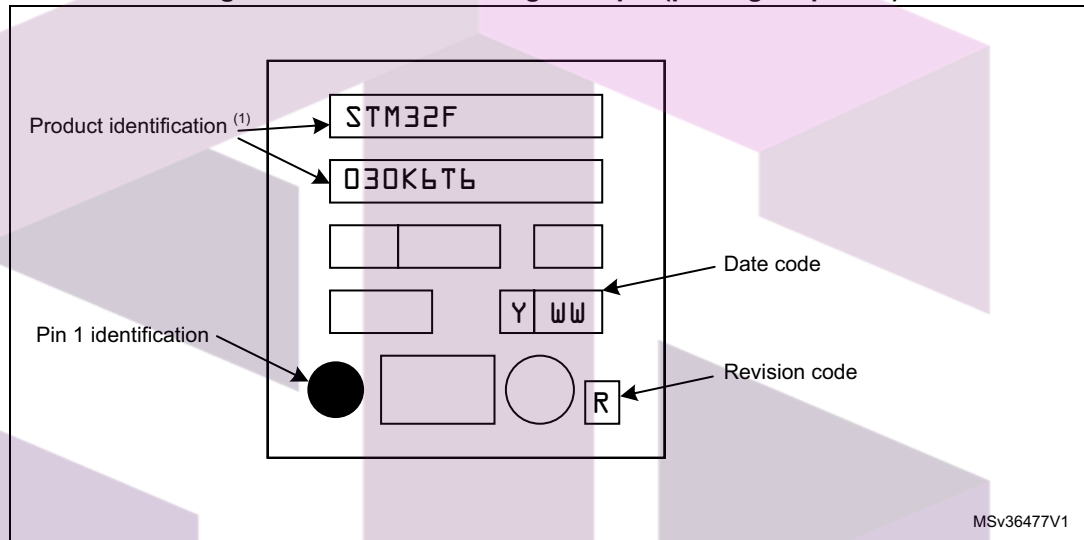 Product identification (1)
STM32F
030K6T6
Date code
Y WW
Pin 1 identification
Revision code
R
MSv36477V1